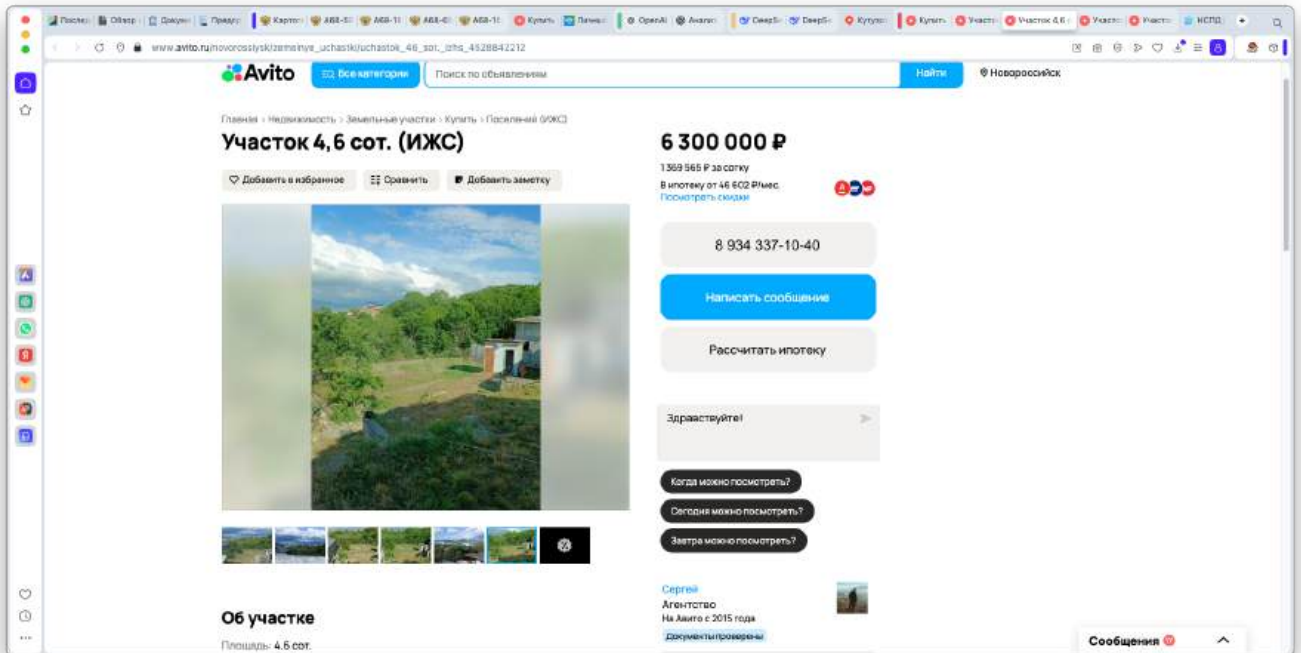 www.avito.ru/novorossiysk/zemelnye_uchastki/uchastok_46_sot._izhs_4528842212
Avito
Все категории
Поиск по объявлениям
Найти
Новороссийск
Главная › Недвижимость › Земельные участки › Купить › Поселений (ИЖС)
Участок 4,6 сот. (ИЖС)
Добавить в избранное
Сравнить
Добавить заметку
6 300 000 ₽
1 369 565 ₽ за сотку
В ипотеку от 46 602 ₽/мес.
Посмотреть скидки
8 934 337-10-40
Написать сообщение
Рассчитать ипотеку
Здравствуйте!
Когда можно посмотреть?
Сегодня можно посмотреть?
Завтра можно посмотреть?
Сергей
Агентство
На Авито с 2015 года
Документы проверены
Об участке
Площадь: 4.6 сот.
Сообщения